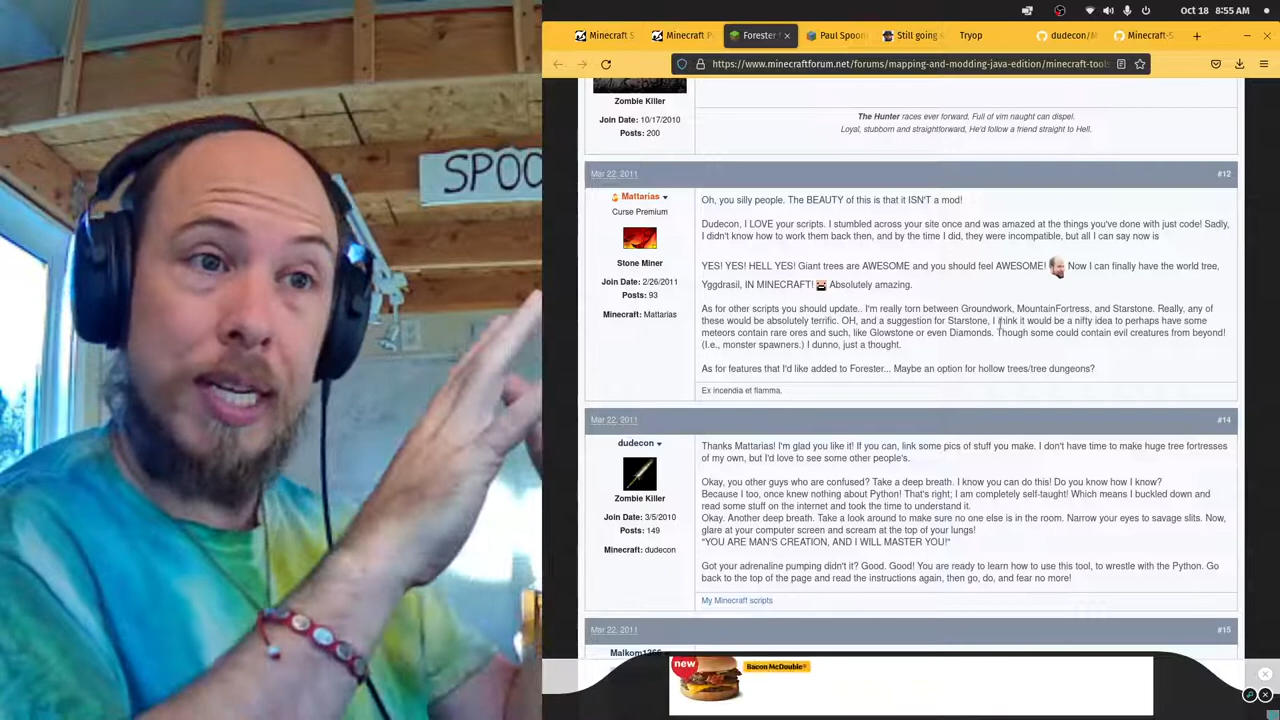 Oct 18 8:55 AM
Minecraft S
Minecraft P
Forester
Paul Spoon
Still going s
Tryop
dudecon/M
Minecraft-S
https://www.minecraftforum.net/forums/mapping-and-modding-java-edition/minecraft-tools
SPOO
Zombie Killer
Join Date: 10/17/2010
Posts: 200
The Hunter races ever forward, Full of vim naught can dispel.
Loyal, stubborn and straightforward, He'd follow a friend straight to Hell.
Mar 22, 2011 #12
Mattarias
Curse Premium
Stone Miner
Join Date: 2/26/2011
Posts: 93
Minecraft: Mattarias
Oh, you silly people. The BEAUTY of this is that it ISN'T a mod!
Dudecon, I LOVE your scripts. I stumbled across your site once and was amazed at the things you've done with just code! Sadly,
I didn't know how to work them back then, and by the time I did, they were incompatible, but all I can say now is
YES! YES! HELL YES! Giant trees are AWESOME and you should feel AWESOME! Now I can finally have the world tree,
Yggdrasil, IN MINECRAFT! Absolutely amazing.
As for other scripts you should update.. I'm really torn between Groundwork, MountainFortress, and Starstone. Really, any of
these would be absolutely terrific. OH, and a suggestion for Starstone, I think it would be a nifty idea to perhaps have some
meteors contain rare ores and such, like Glowstone or even Diamonds. Though some could contain evil creatures from beyond!
(I.e., monster spawners.) I dunno, just a thought.
As for features that I'd like added to Forester... Maybe an option for hollow trees/tree dungeons?
Ex incendia et flamma.
Mar 22, 2011 #14
dudecon
Zombie Killer
Join Date: 3/5/2010
Posts: 149
Minecraft: dudecon
Thanks Mattarias! I'm glad you like it! If you can, link some pics of stuff you make. I don't have time to make huge tree fortresses
of my own, but I'd love to see some other people's.
Okay, you other guys who are confused? Take a deep breath. I know you can do this! Do you know how I know?
Because I too, once knew nothing about Python! That's right; I am completely self-taught! Which means I buckled down and
read some stuff on the internet and took the time to understand it.
Okay. Another deep breath. Take a look around to make sure no one else is in the room. Narrow your eyes to savage slits. Now,
glare at your computer screen and scream at the top of your lungs!
"YOU ARE MAN'S CREATION, AND I WILL MASTER YOU!"
Got your adrenaline pumping didn't it? Good. Good! You are ready to learn how to use this tool, to wrestle with the Python. Go
back to the top of the page and read the instructions again, then go, do, and fear no more!
My Minecraft scripts
Mar 22, 2011 #15
new
Bacon McDouble